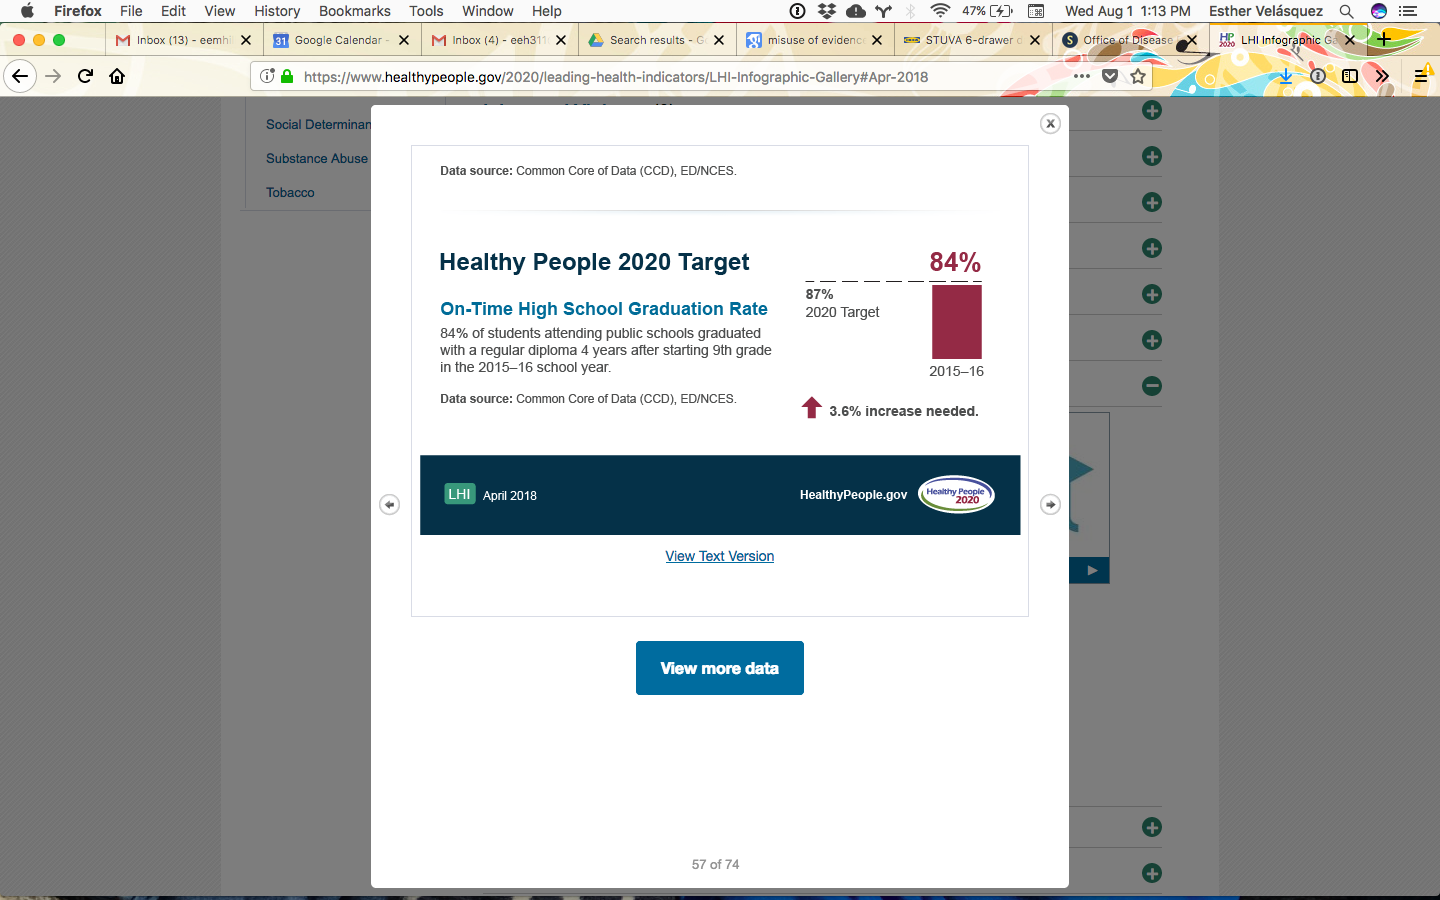 Firefox File Edit View History Bookmarks Tools Window Help 47% Wed Aug 1 1:13 PM Esther Velásquez
Inbox (13) - eemhi Google Calendar - Inbox (4) - eeh311 Search results - G misuse of evidenc STUVA 6-drawer d Office of Disease HP 2020 LHI Infographic Ga
https://www.healthypeople.gov/2020/leading-health-indicators/LHI-Infographic-Gallery#Apr-2018
Social Determinan
Substance Abuse
Tobacco
Data source: Common Core of Data (CCD), ED/NCES.
Healthy People 2020 Target
84%
87%
2020 Target
On-Time High School Graduation Rate
84% of students attending public schools graduated
with a regular diploma 4 years after starting 9th grade
in the 2015–16 school year.
2015–16
Data source: Common Core of Data (CCD), ED/NCES.
3.6% increase needed.
LHI April 2018
HealthyPeople.gov
Healthy People
2020
View Text Version
View more data
57 of 74